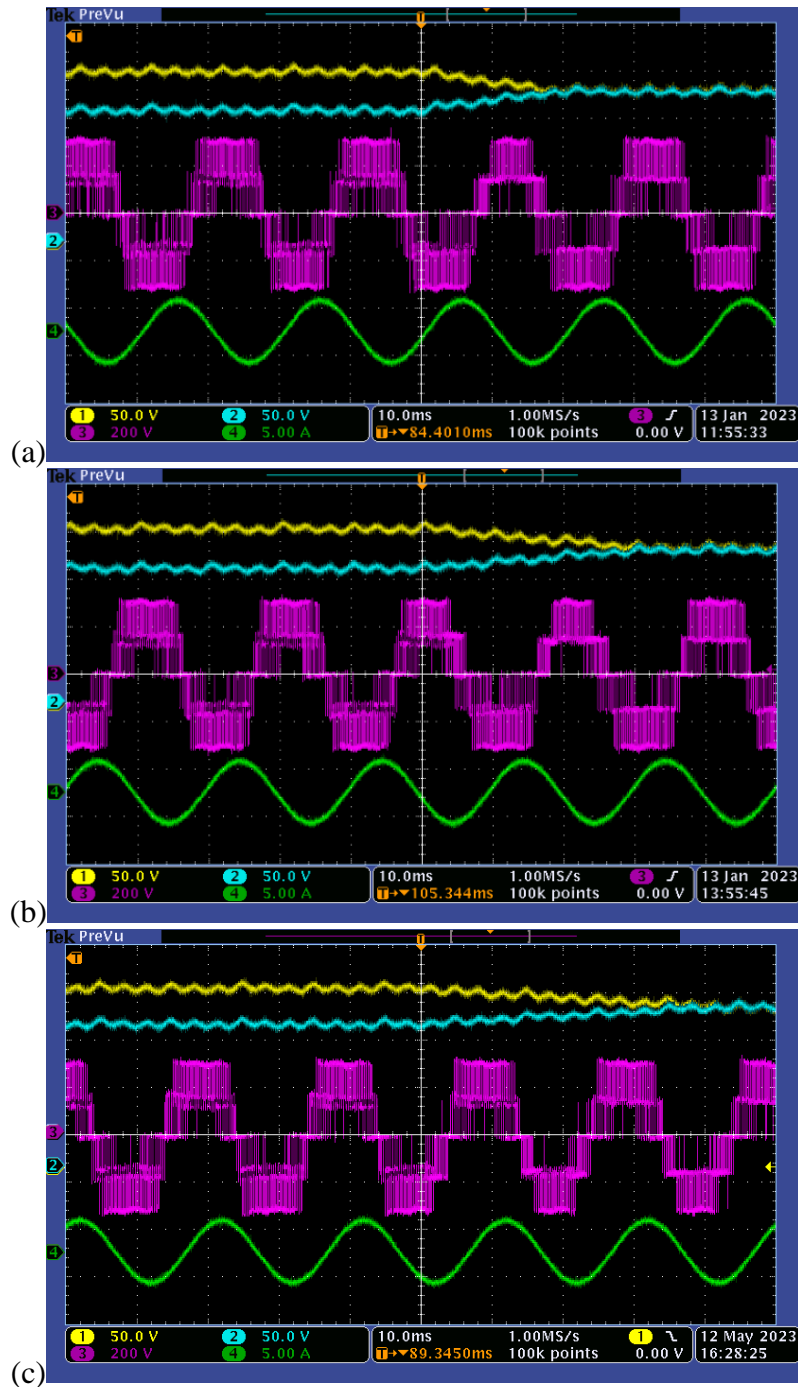 Tek PreVu
T
T
3
2
4
1 50.0 V 2 50.0 V 10.0ms 1.00MS/s 3 13 Jan 2023
3 200 V 4 5.00 A T→▼84.4010ms 100k points 0.00 V 11:55:33
(a)
Tek PreVu
T
T
3
2
4
1 50.0 V 2 50.0 V 10.0ms 1.00MS/s 3 13 Jan 2023
3 200 V 4 5.00 A T→▼105.344ms 100k points 0.00 V 13:55:45
(b)
Tek PreVu
T
T
3
2
4
1 50.0 V 2 50.0 V 10.0ms 1.00MS/s 1 12 May 2023
3 200 V 4 5.00 A T→▼89.3450ms 100k points 0.00 V 16:28:25
(c)